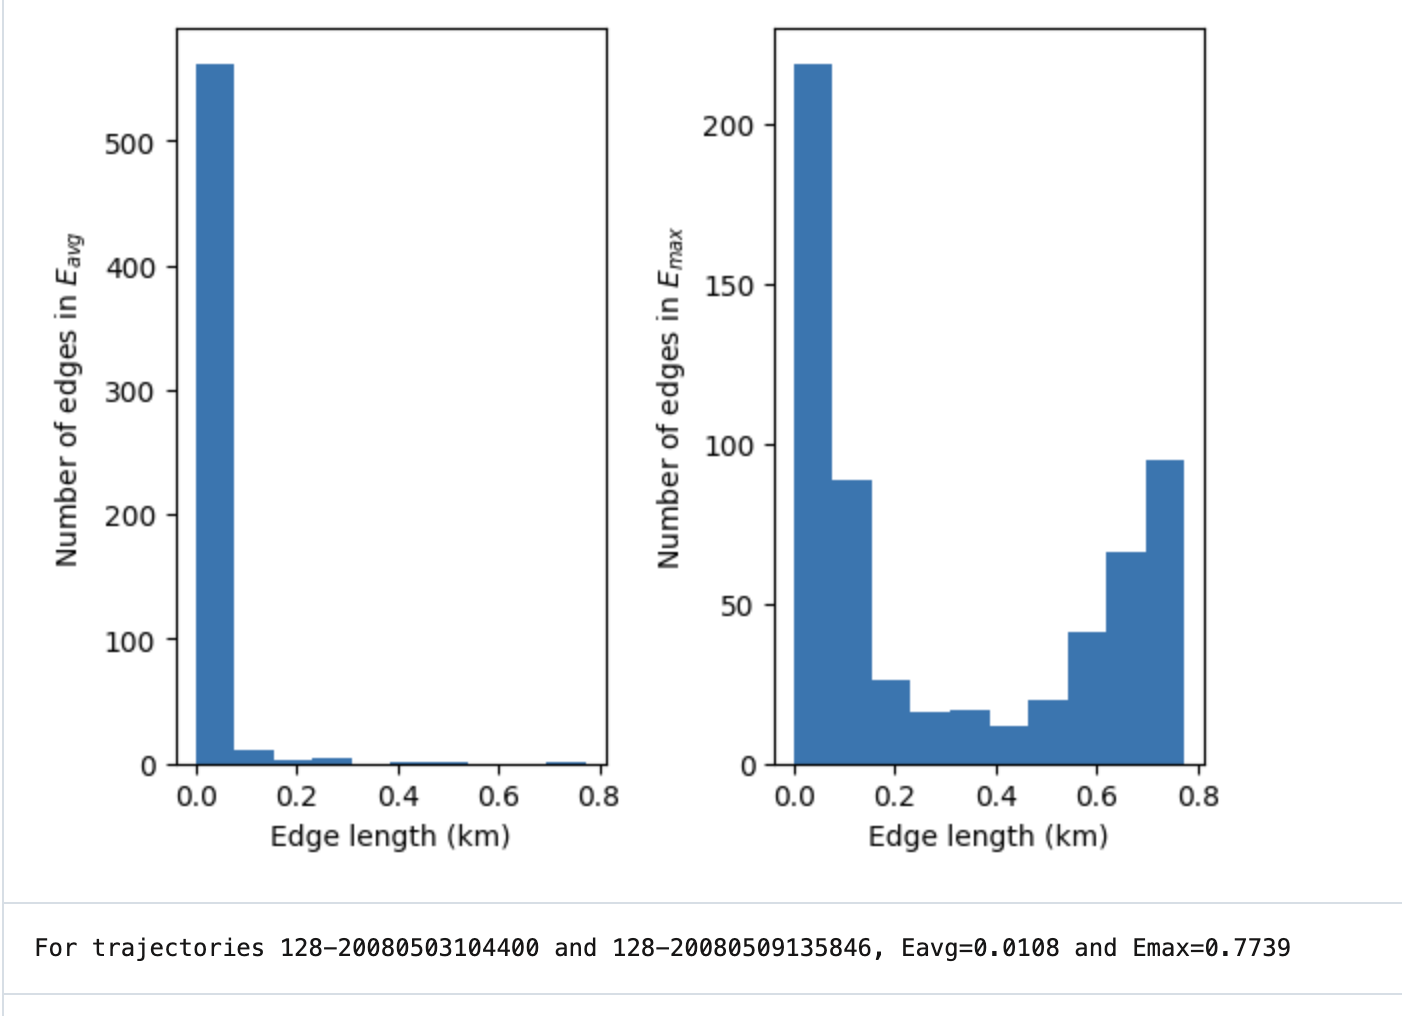 Number of edges in E_avg
500
400
300
200
100
0
0.0 0.2 0.4 0.6 0.8
Edge length (km)
Number of edges in E_max
200
150
100
50
0
0.0 0.2 0.4 0.6 0.8
Edge length (km)
For trajectories 128-20080503104400 and 128-20080509135846, Eavg=0.0108 and Emax=0.7739